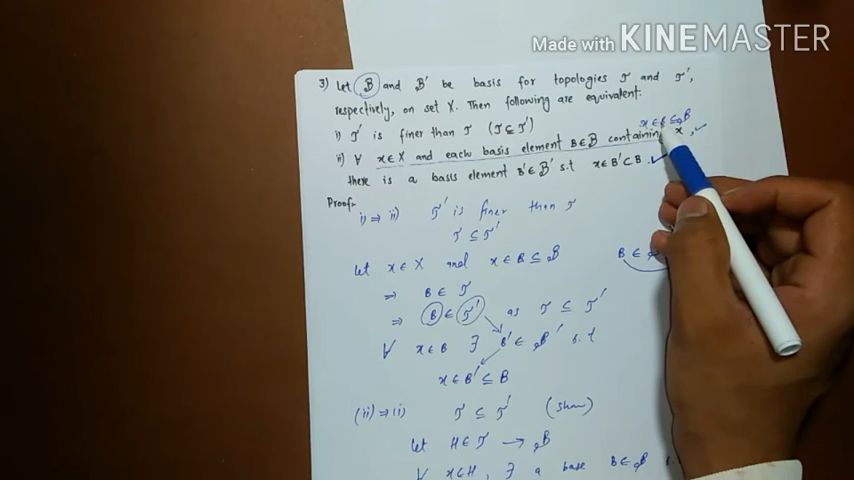 Made with KINEMASTER
3) Let ℬ and ℬ' be basis for topologies 𝒯 and 𝒯',
respectively, on set X. Then following are equivalent:
i) 𝒯' is finer than 𝒯 (𝒯 ⊆ 𝒯')
x ∈ B ⊆ ℬ
ii) ∀ x ∈ X and each basis element B ∈ ℬ containing x,
there is a basis element B' ∈ ℬ' s.t x ∈ B' ⊂ B.
Proof:-
i) ⇒ ii) 𝒯' is finer then 𝒯
𝒯 ⊆ 𝒯'
Let x ∈ X and x ∈ B ⊆ ℬ
B ∈
⇒ B ∈ 𝒯
⇒ B ∈ 𝒯' as 𝒯 ⊆ 𝒯'
∀ x ∈ B ∃ B' ∈ ℬ' s.t
x ∈ B' ⊆ B
(ii) ⇒ i) 𝒯 ⊆ 𝒯' (show)
let H ∈ 𝒯 → ℬ
∀ x ∈ H, ∃ a base B ∈ ℬ